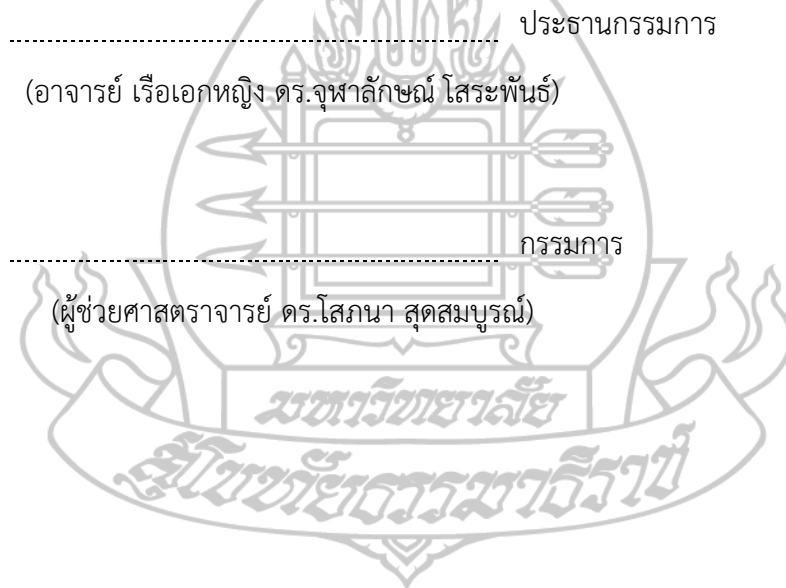 ประธานกรรมการ
(อาจารย์ เรือเอกหญิง ดร.จุฬาลักษณ์ โสระพันธ์)
กรรมการ
(ผู้ช่วยศาสตราจารย์ ดร.โสภนา สุดสมบูรณ์)
มหาวิทยาลัย
สุโขทัยธรรมาธิราช